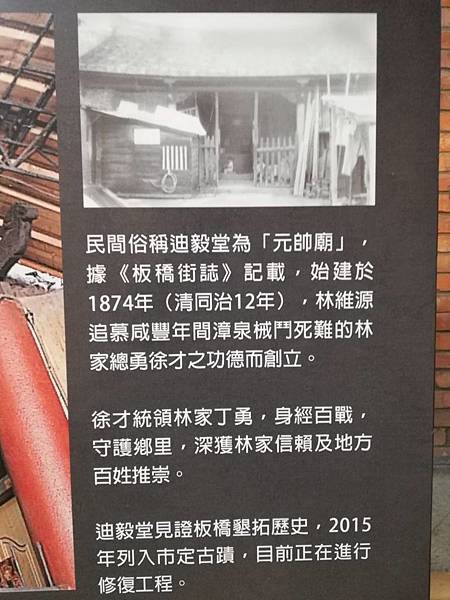 民間俗稱迪毅堂為「元帥廟」，
據《板橋街誌》記載，始建於
1874年（清同治12年），林維源
追慕咸豐年間漳泉械鬥死難的林
家總勇徐才之功德而創立。
徐才統領林家丁勇，身經百戰，
守護鄉里，深獲林家信賴及地方
百姓推崇。
迪毅堂見證板橋墾拓歷史，2015
年列入市定古蹟，目前正在進行
修復工程。